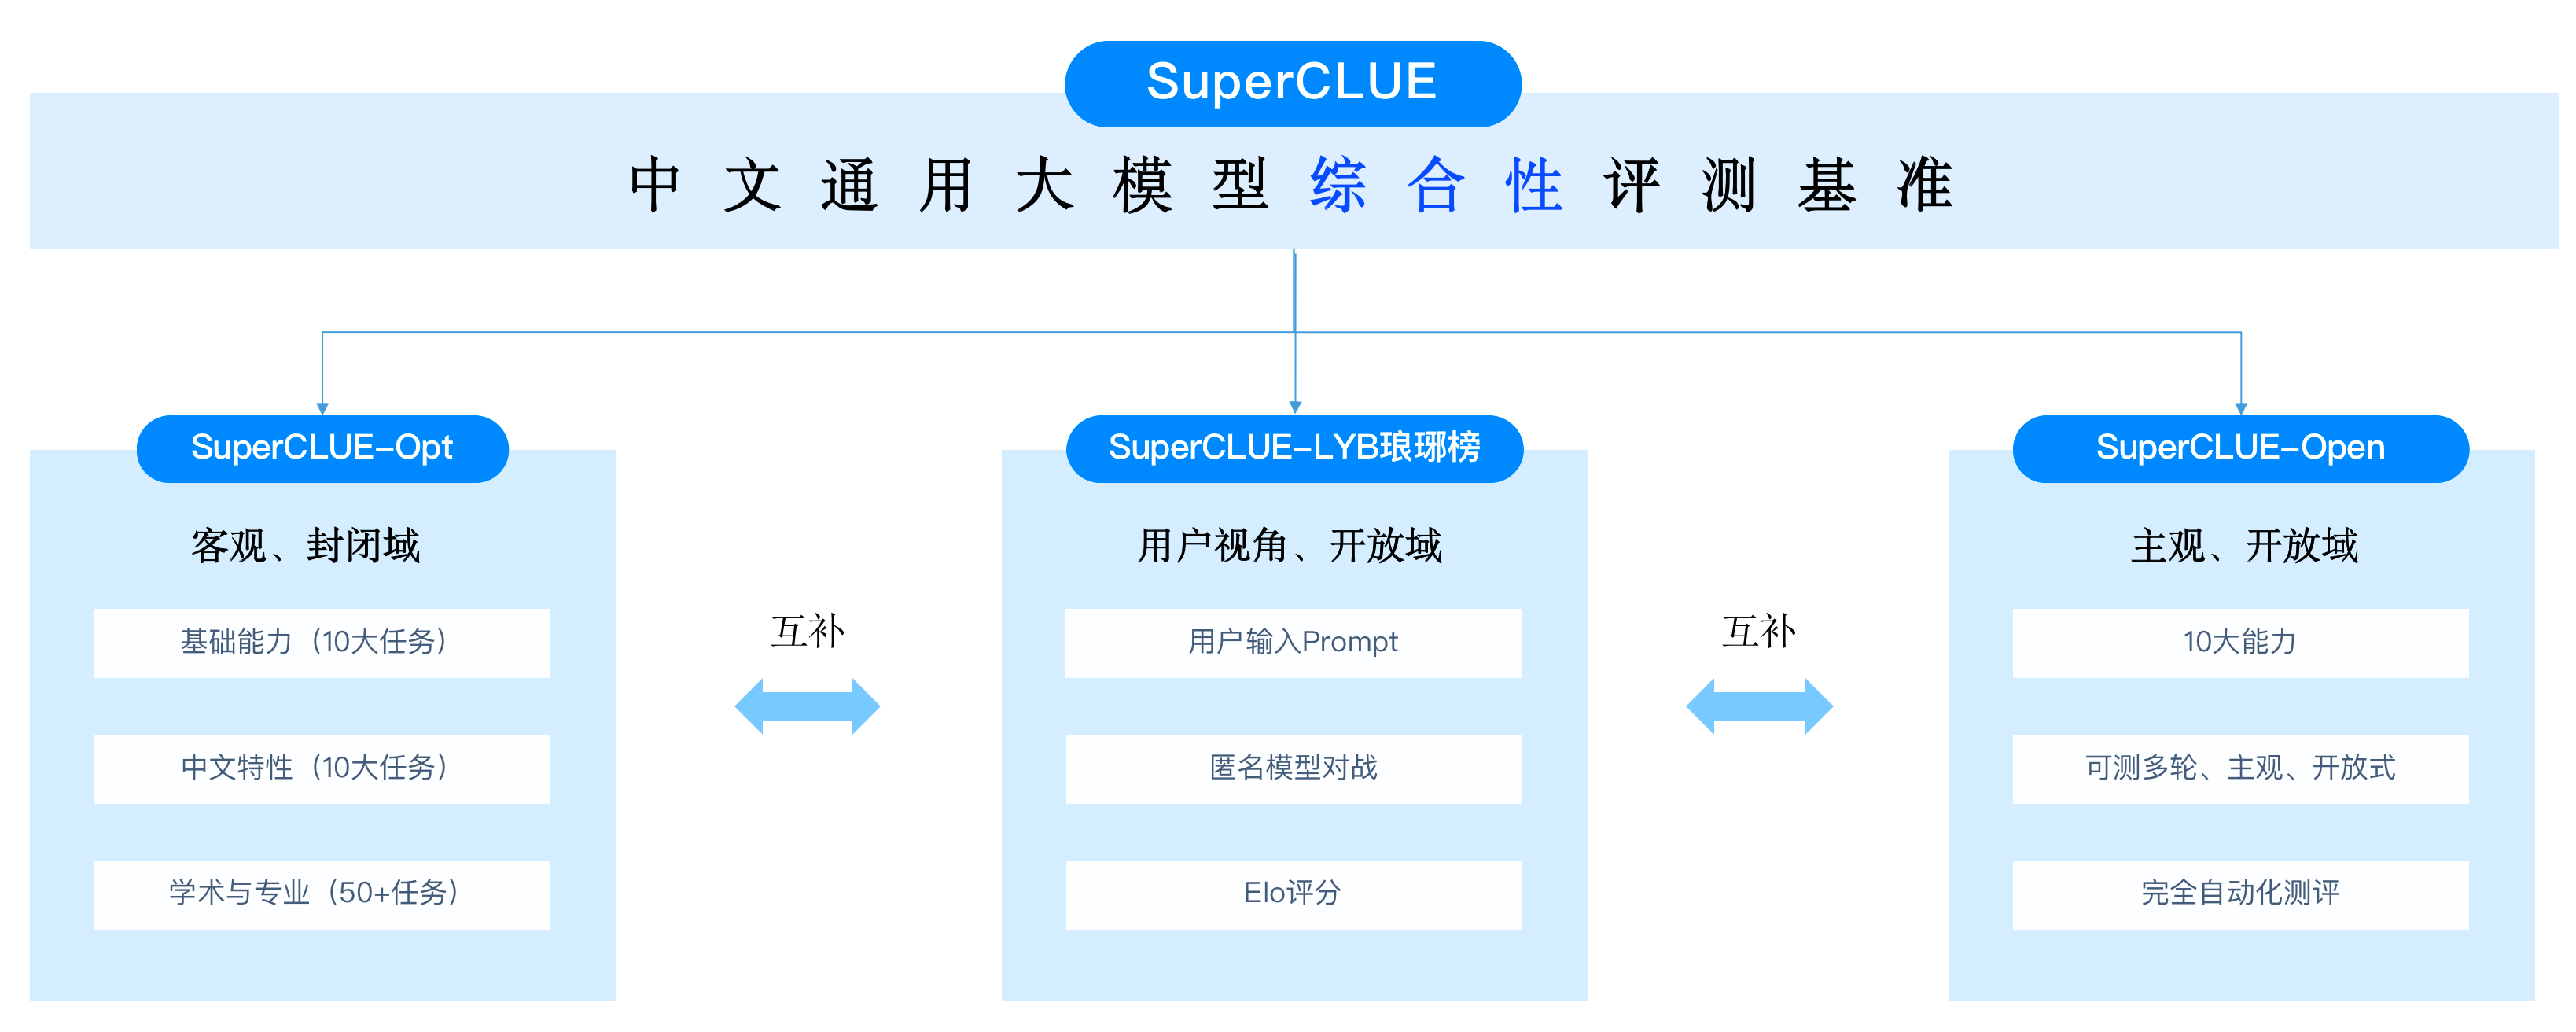 SuperCLUE
中文通用大模型综合性评测基准
SuperCLUE-Opt
客观、封闭域
基础能力（10大任务）
中文特性（10大任务）
学术与专业（50+任务）
互补
SuperCLUE-LYB琅琊榜
用户视角、开放域
用户输入Prompt
匿名模型对战
Elo评分
互补
SuperCLUE-Open
主观、开放域
10大能力
可测多轮、主观、开放式
完全自动化测评